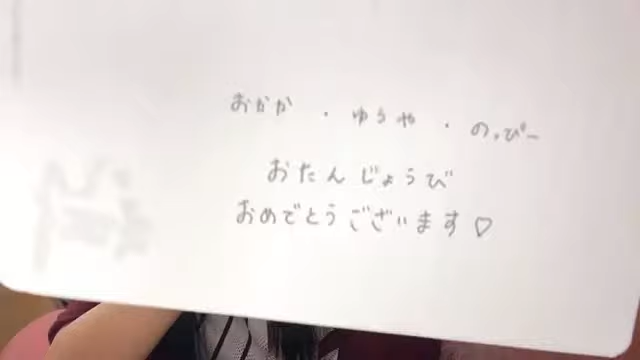 おかか・ゆうや・のっぴー
おたんじょうび
おめでとうございます♡